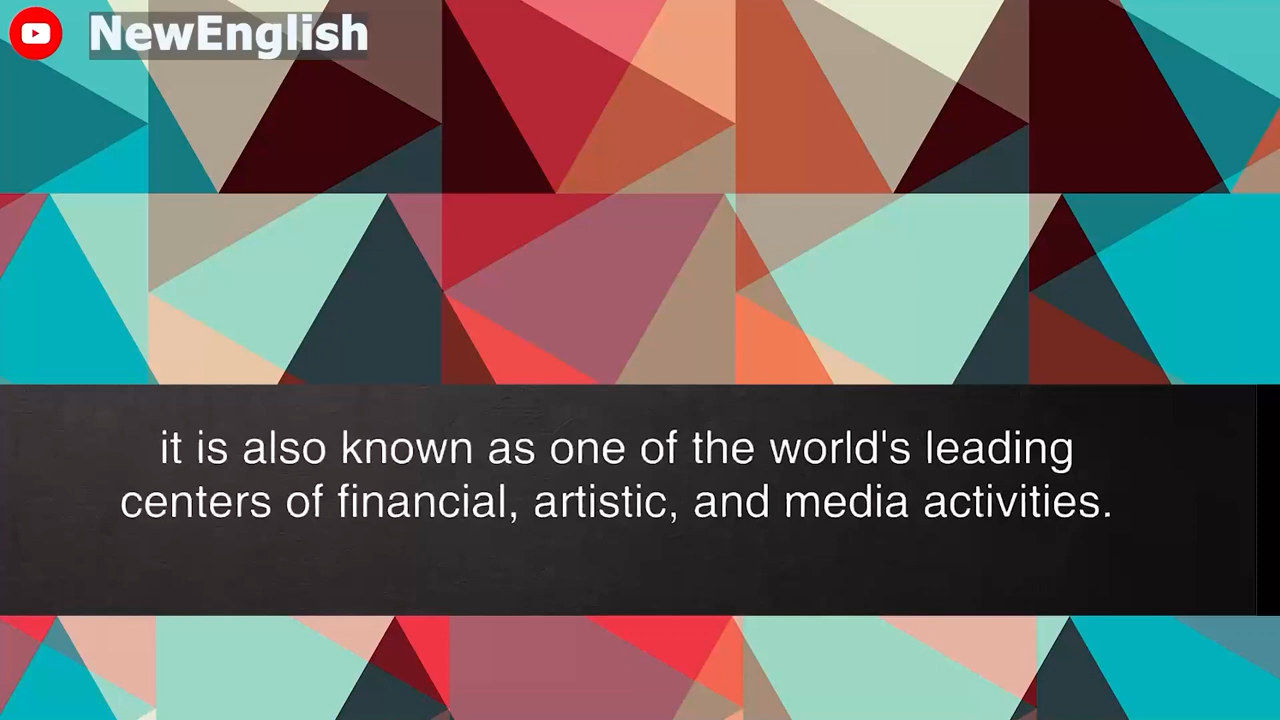 NewEnglish
it is also known as one of the world's leading
centers of financial, artistic, and media activities.